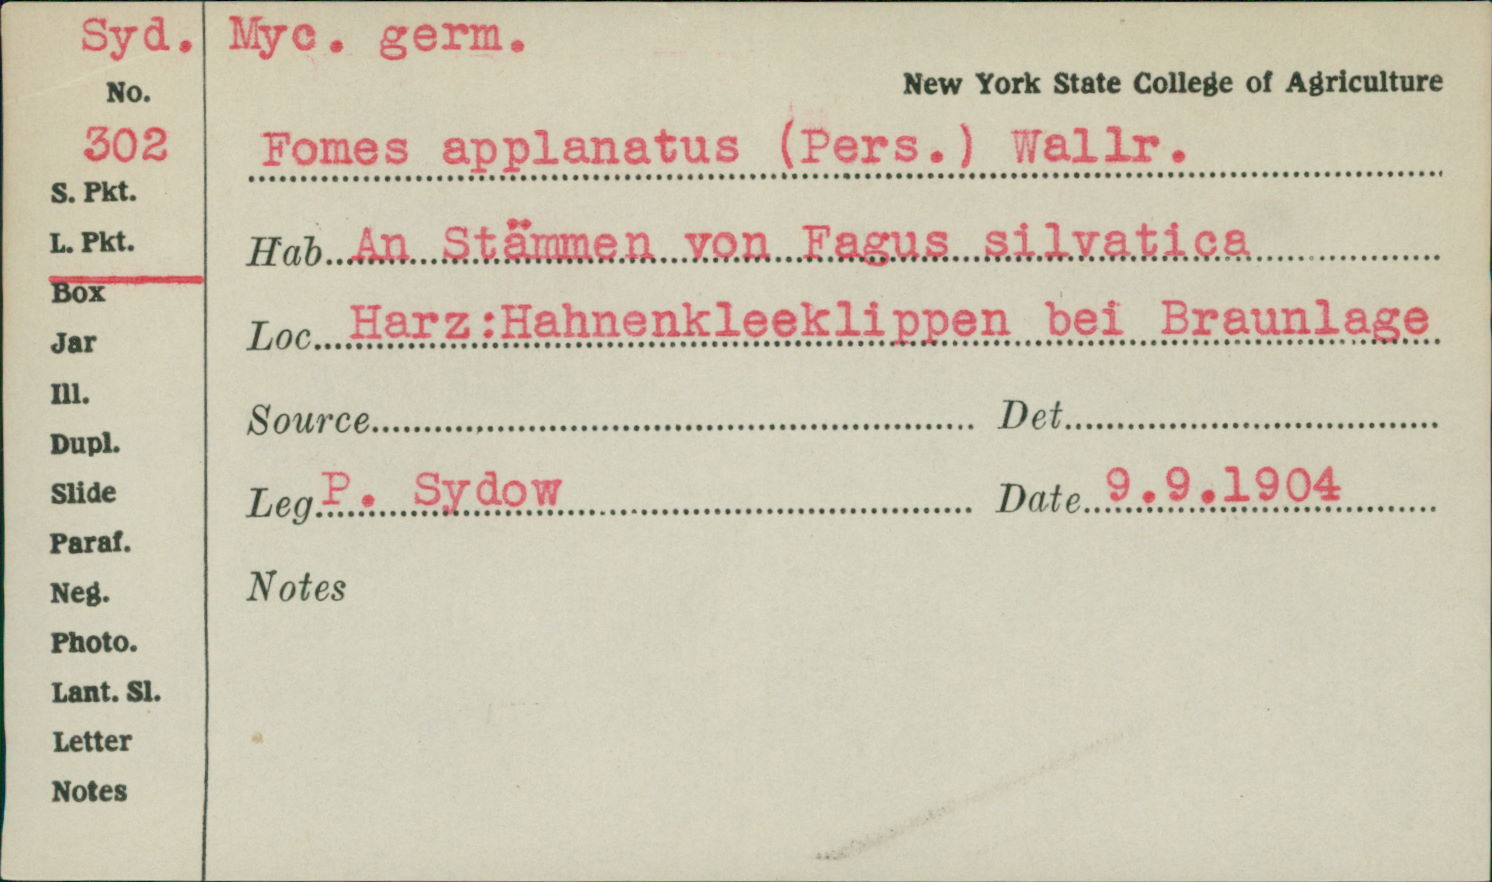 Syd. Myc. germ.
New York State College of Agriculture
No.
302
Fomes applanatus (Pers.) Wallr.
S. Pkt.
L. Pkt.
Hab. An Stämmen von Fagus silvatica
Box
Loc. Harz:Hahnenkleeklippen bei Braunlage
Jar
Ill.
Source Det.
Dupl.
Slide
Leg. P. Sydow Date 9.9.1904
Paraf.
Neg.
Notes
Photo.
Lant. Sl.
Letter
Notes